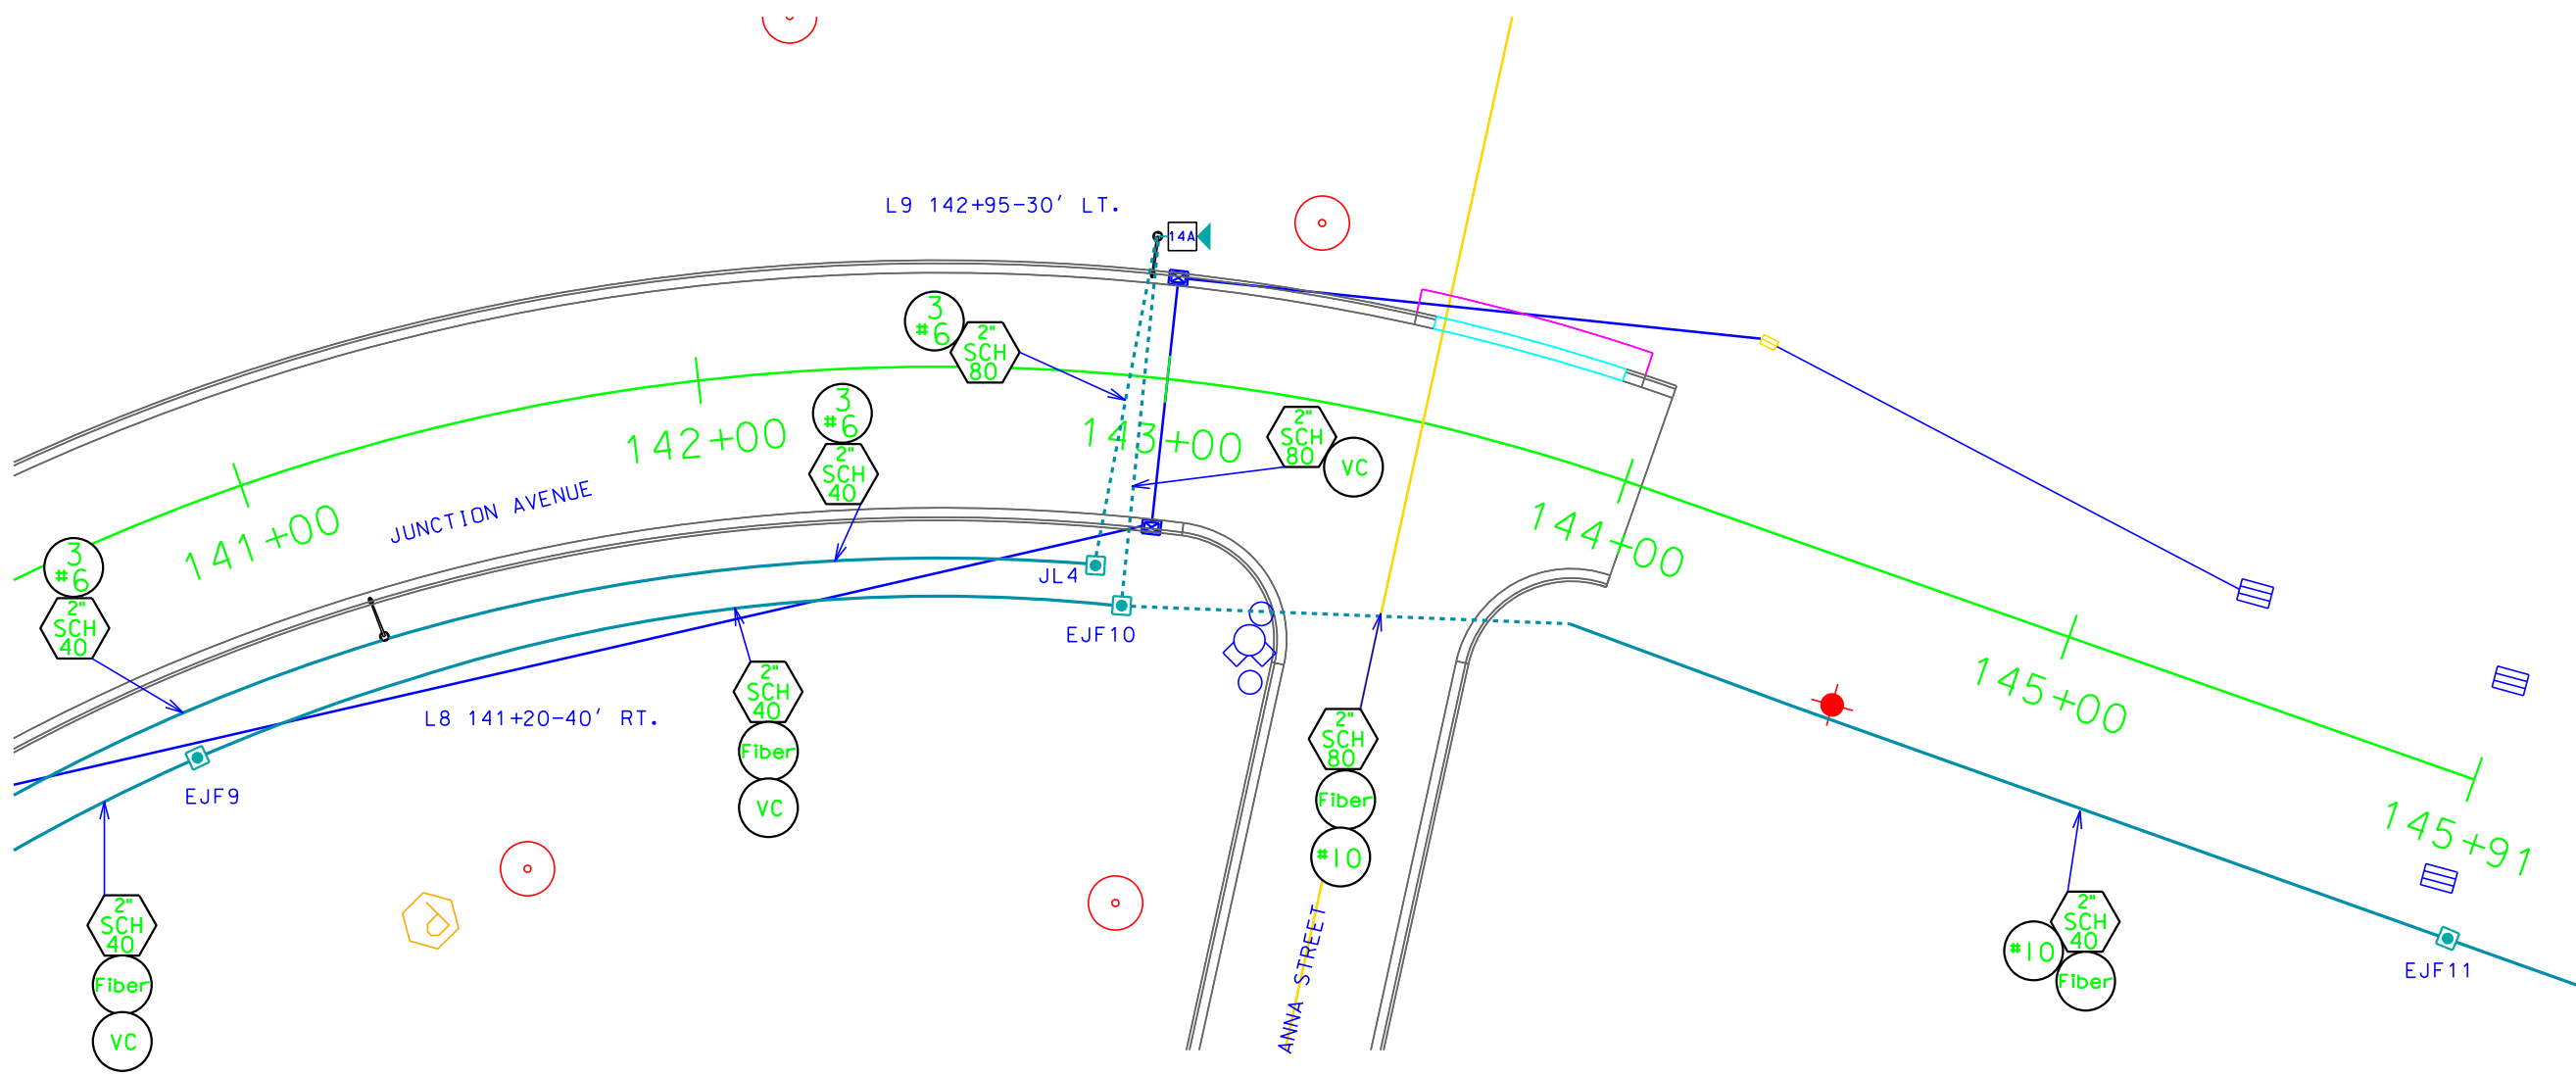 L9 142+95-30' LT.
14A
3
#6
2"
SCH
80
3
#6
2"
SCH
40
142+00
143+00
2"
SCH
80
VC
141+00
JUNCTION AVENUE
144+00
3
#6
2"
SCH
40
JL4
EJF10
L8 141+20-40' RT.
EJF9
2"
SCH
40
Fiber
VC
2"
SCH
80
Fiber
#10
145+00
145+91
2"
SCH
40
Fiber
VC
ANNA STREET
2"
SCH
40
#10
Fiber
EJF11